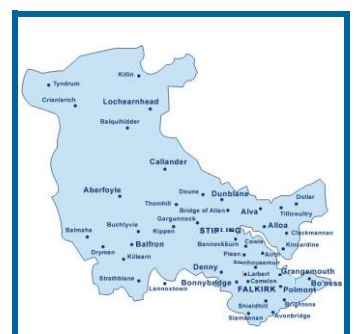 Killin
Tyndrum
Crianlarich
Lochearnhead
Balquihidder
Callander
Aberfoyle
Doune
Dunblane
Dollar
Thornhill
Bridge of Allan
Alva
Tillicoultry
Gargunnock
Buchlyvie
Kippen
STIRLING
Alloa
Clackmannan
Balmaha
Bannockburn
Cowie
Kincardine
Drymen
Balfron
Plean
Airth
Killearn
Stenhousemuir
Denny
Larbert
Grangemouth
Strathblane
Bonnybridge
Camelon
Bo'ness
Lennoxtown
FALKIRK
Polmont
Shieldhill
Brightons
Slamannan
Avonbridge